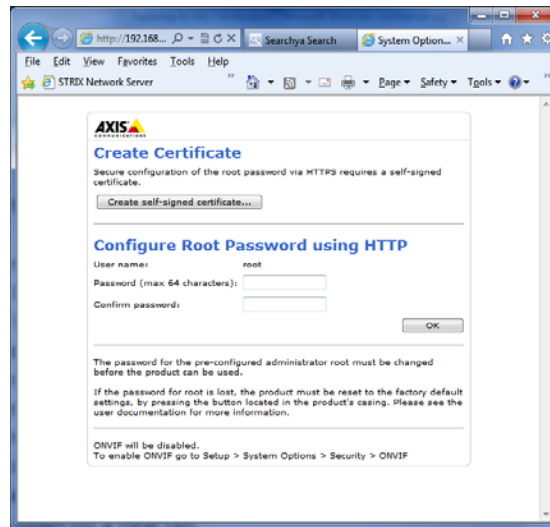 http://192.168...
Searchya Search
System Option...
File Edit View Favorites Tools Help
STRIX Network Server
Page Safety Tools
AXIS
COMMUNICATIONS
Create Certificate
Secure configuration of the root password via HTTPS requires a self-signed
certificate.
Create self-signed certificate...
Configure Root Password using HTTP
User name: root
Password (max 64 characters):
Confirm password:
OK
The password for the pre-configured administrator root must be changed
before the product can be used.
If the password for root is lost, the product must be reset to the factory default
settings, by pressing the button located in the product's casing. Please see the
user documentation for more information.
ONVIF will be disabled.
To enable ONVIF go to Setup > System Options > Security > ONVIF